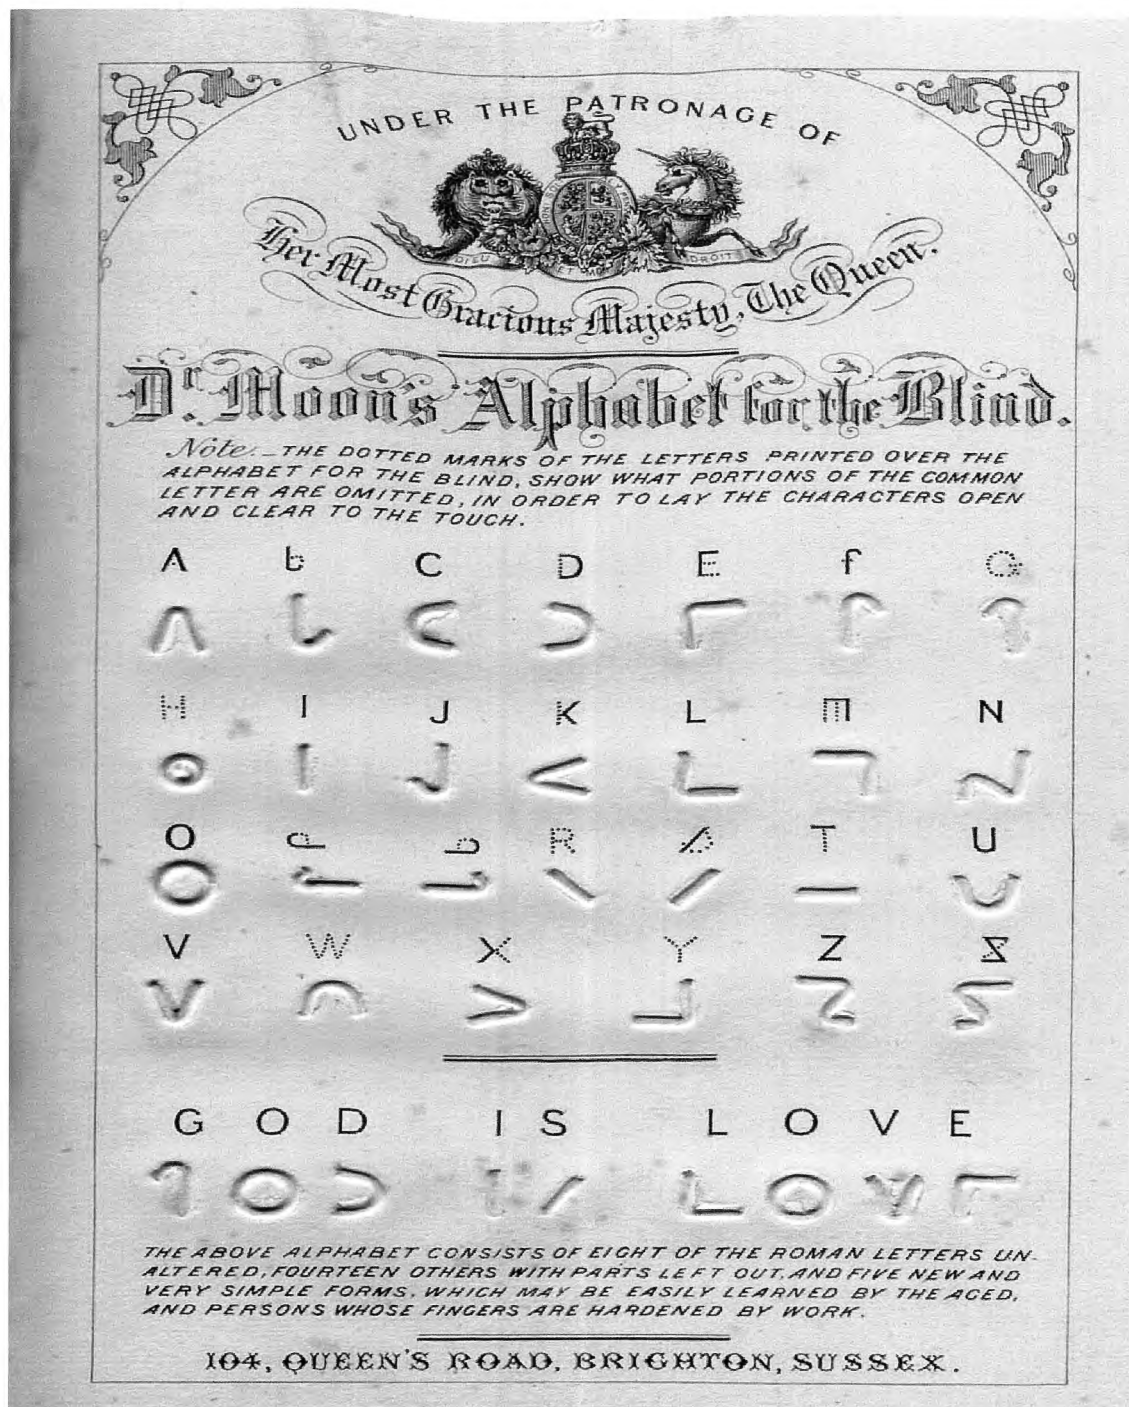 UNDER THE PATRONAGE OF
DIEU ET MON DROIT
Her Most Gracious Majesty, The Queen.
Dr. Moon's Alphabet for the Blind.
Note._THE DOTTED MARKS OF THE LETTERS PRINTED OVER THE
ALPHABET FOR THE BLIND, SHOW WHAT PORTIONS OF THE COMMON
LETTER ARE OMITTED, IN ORDER TO LAY THE CHARACTERS OPEN
AND CLEAR TO THE TOUCH.
A b C D E f G
H I J K L m N
O P q R S T U
V W X Y Z &
G O D I S L O V E
THE ABOVE ALPHABET CONSISTS OF EIGHT OF THE ROMAN LETTERS UN-
ALTERED, FOURTEEN OTHERS WITH PARTS LEFT OUT, AND FIVE NEW AND
VERY SIMPLE FORMS, WHICH MAY BE EASILY LEARNED BY THE AGED,
AND PERSONS WHOSE FINGERS ARE HARDENED BY WORK.
104, QUEEN'S ROAD, BRIGHTON, SUSSEX.